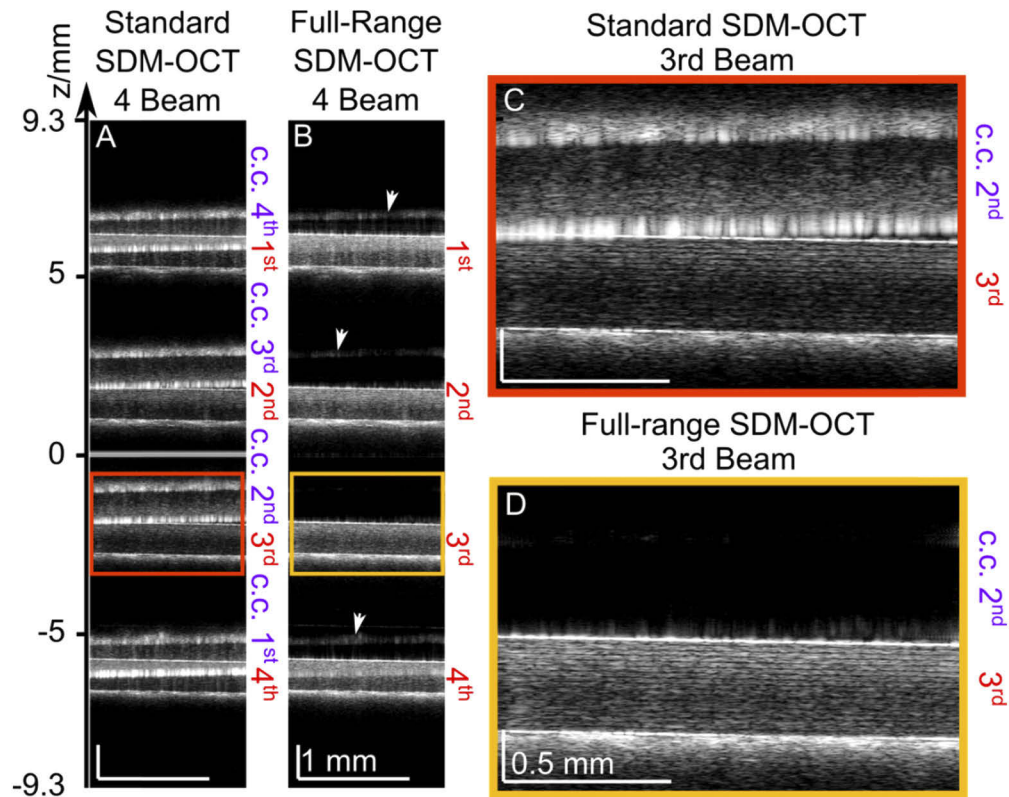 Standard
SDM-OCT
4 Beam
Full-Range
SDM-OCT
4 Beam
z/mm
9.3
5
0
-5
-9.3
A
c.c. 4th
1st
c.c. 3rd
2nd
c.c. 2nd
3rd
c.c. 1st
4th
B
1st
2nd
3rd
4th
1 mm
Standard SDM-OCT
3rd Beam
C
c.c. 2nd
3rd
Full-range SDM-OCT
3rd Beam
D
c.c. 2nd
3rd
0.5 mm